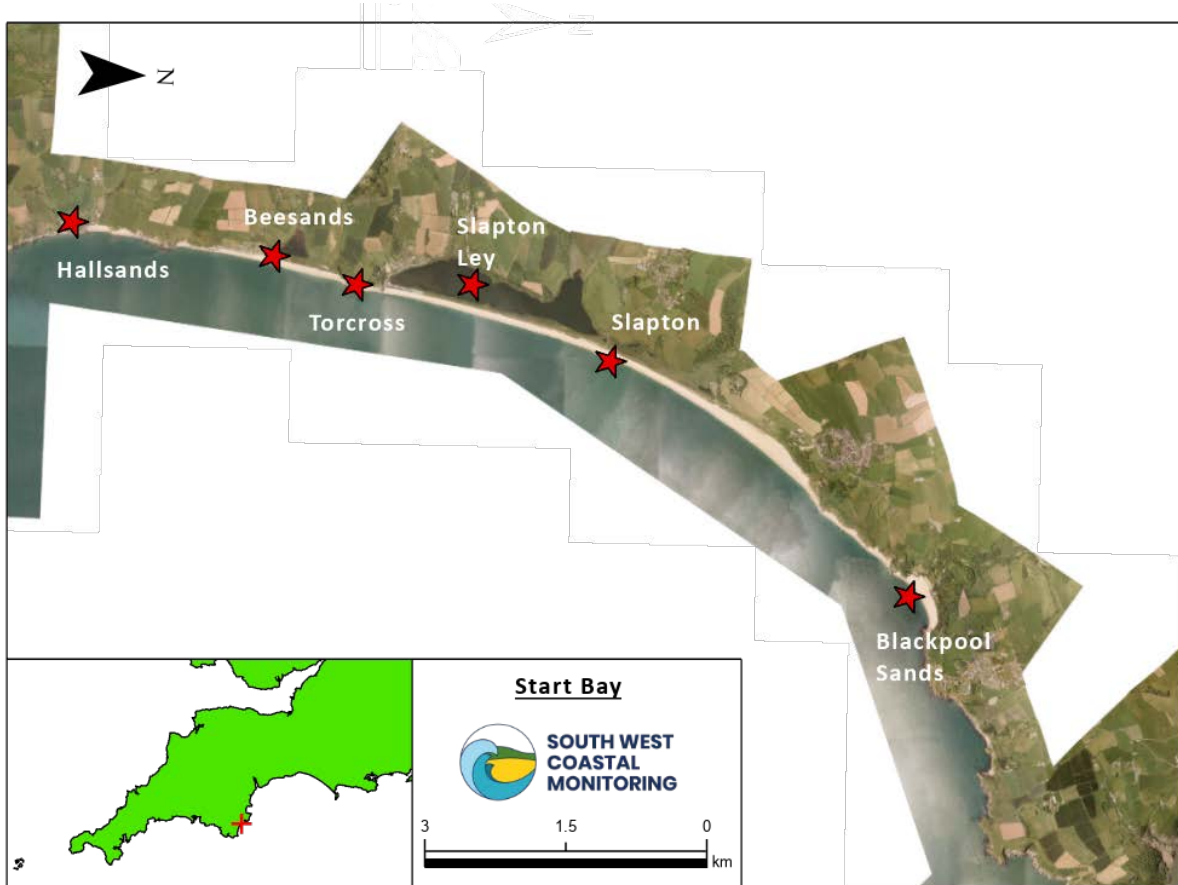 N
Beesands
Slapton
Ley
Hallsands
Torcross
Slapton
Blackpool
Sands
Start Bay
SOUTH WEST
COASTAL
MONITORING
3 1.5 0
km